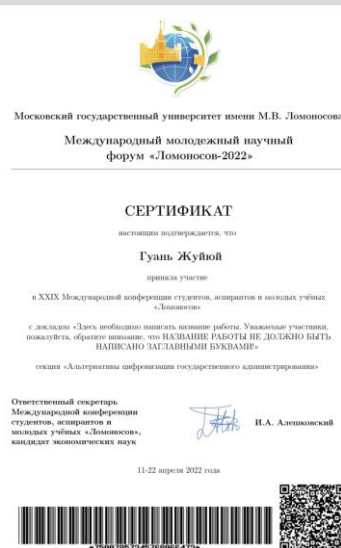 Московский государственный университет имени М.В. Ломоносова
Международный молодежный научный
форум «Ломоносов-2022»
СЕРТИФИКАТ
настоящим подтверждается, что
Гуань Жуйюй
приняла участие
в XXIX Международной конференции студентов, аспирантов и молодых учёных
«Ломоносов»
с докладом «Здесь необходимо написать название работы. Уважаемые участники,
пожалуйста, обратите внимание, что НАЗВАНИЕ РАБОТЫ НЕ ДОЛЖНО БЫТЬ
НАПИСАНО ЗАГЛАВНЫМИ БУКВАМИ»
секция «Альтернативы цифровизации государственного администрирования»
Ответственный секретарь
Международной конференции
студентов, аспирантов и
молодых учёных «Ломоносов»,
кандидат экономических наук
И.А. Алешковский
11-22 апреля 2022 года